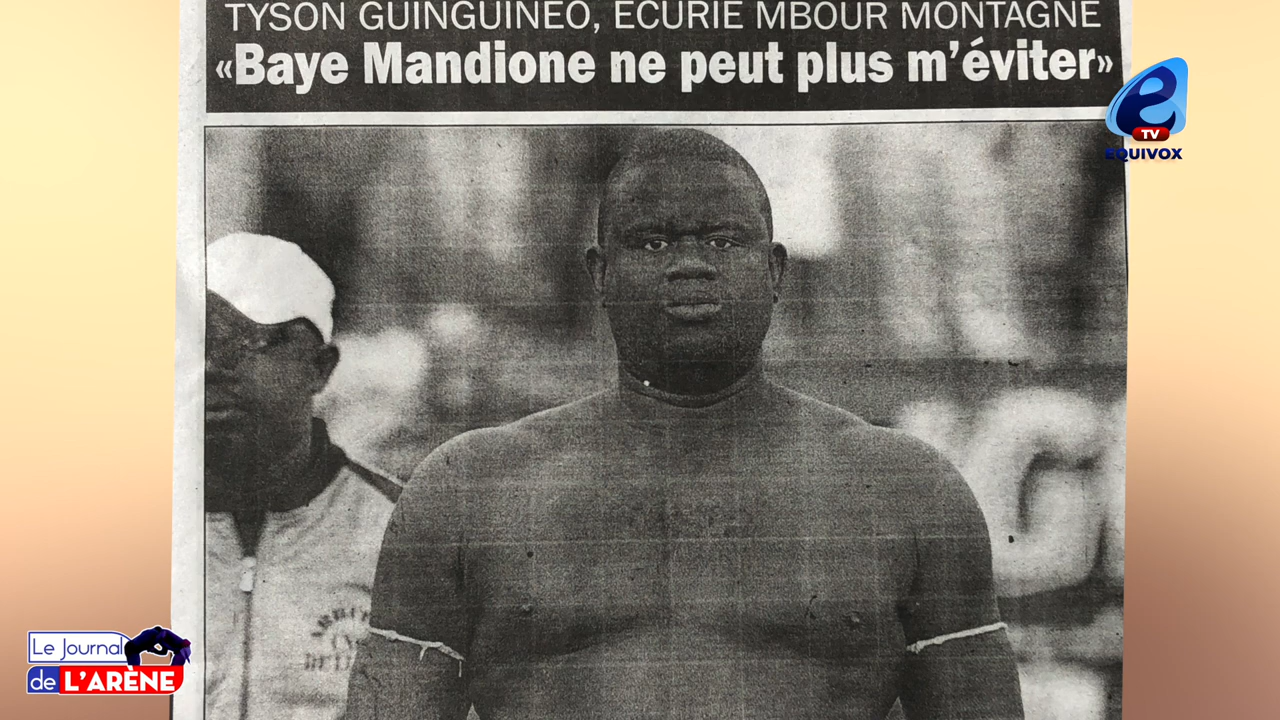 TYSON GUINGUINEO, ECURIE MBOUR MONTAGNE
«Baye Mandione ne peut plus m'éviter»
e
TV
EQUIVOX
Le Journal
de L'ARÈNE